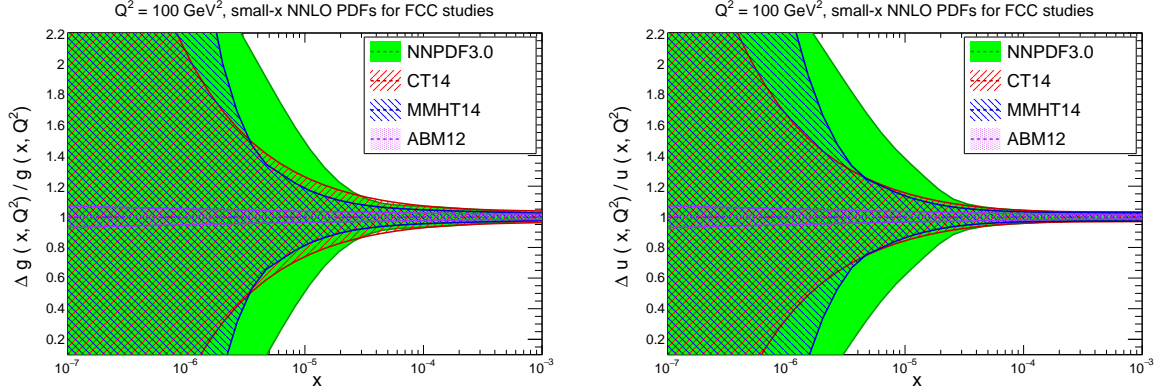 Q² = 100 GeV², small-x NNLO PDFs for FCC studies
Δ g ( x, Q²) / g ( x, Q²)
2.2
2
1.8
1.6
1.4
1.2
1
0.8
0.6
0.4
0.2
NNPDF3.0
CT14
MMHT14
ABM12
10⁻⁷ 10⁻⁶ 10⁻⁵ 10⁻⁴ 10⁻³
x
Q² = 100 GeV², small-x NNLO PDFs for FCC studies
Δ u ( x, Q²) / u ( x, Q²)
2.2
2
1.8
1.6
1.4
1.2
1
0.8
0.6
0.4
0.2
NNPDF3.0
CT14
MMHT14
ABM12
10⁻⁷ 10⁻⁶ 10⁻⁵ 10⁻⁴ 10⁻³
x